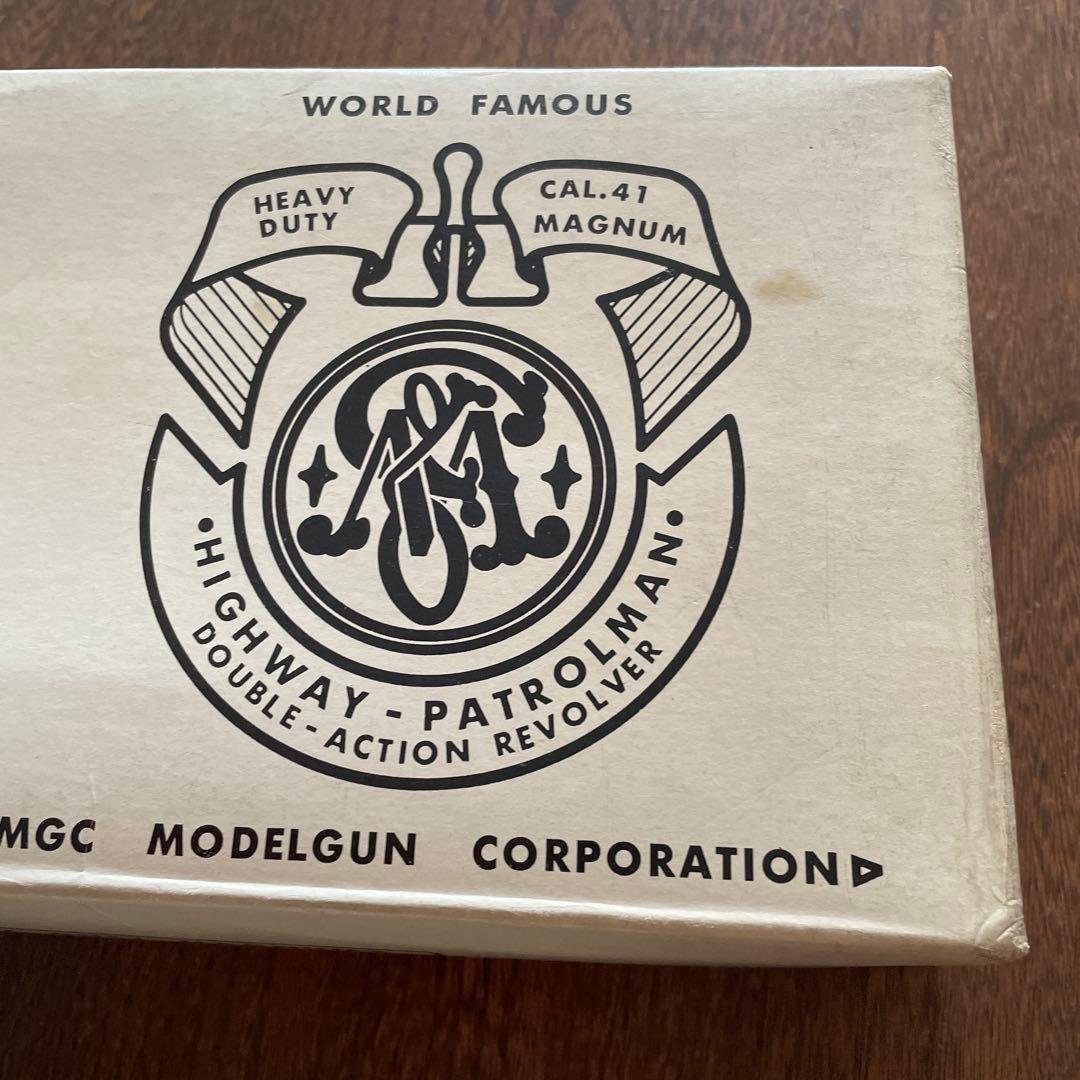 WORLD FAMOUS
HEAVY
DUTY
CAL.41
MAGNUM
•HIGHWAY-PATROLMAN•
DOUBLE-ACTION REVOLVER
MGC MODELGUN CORPORATION